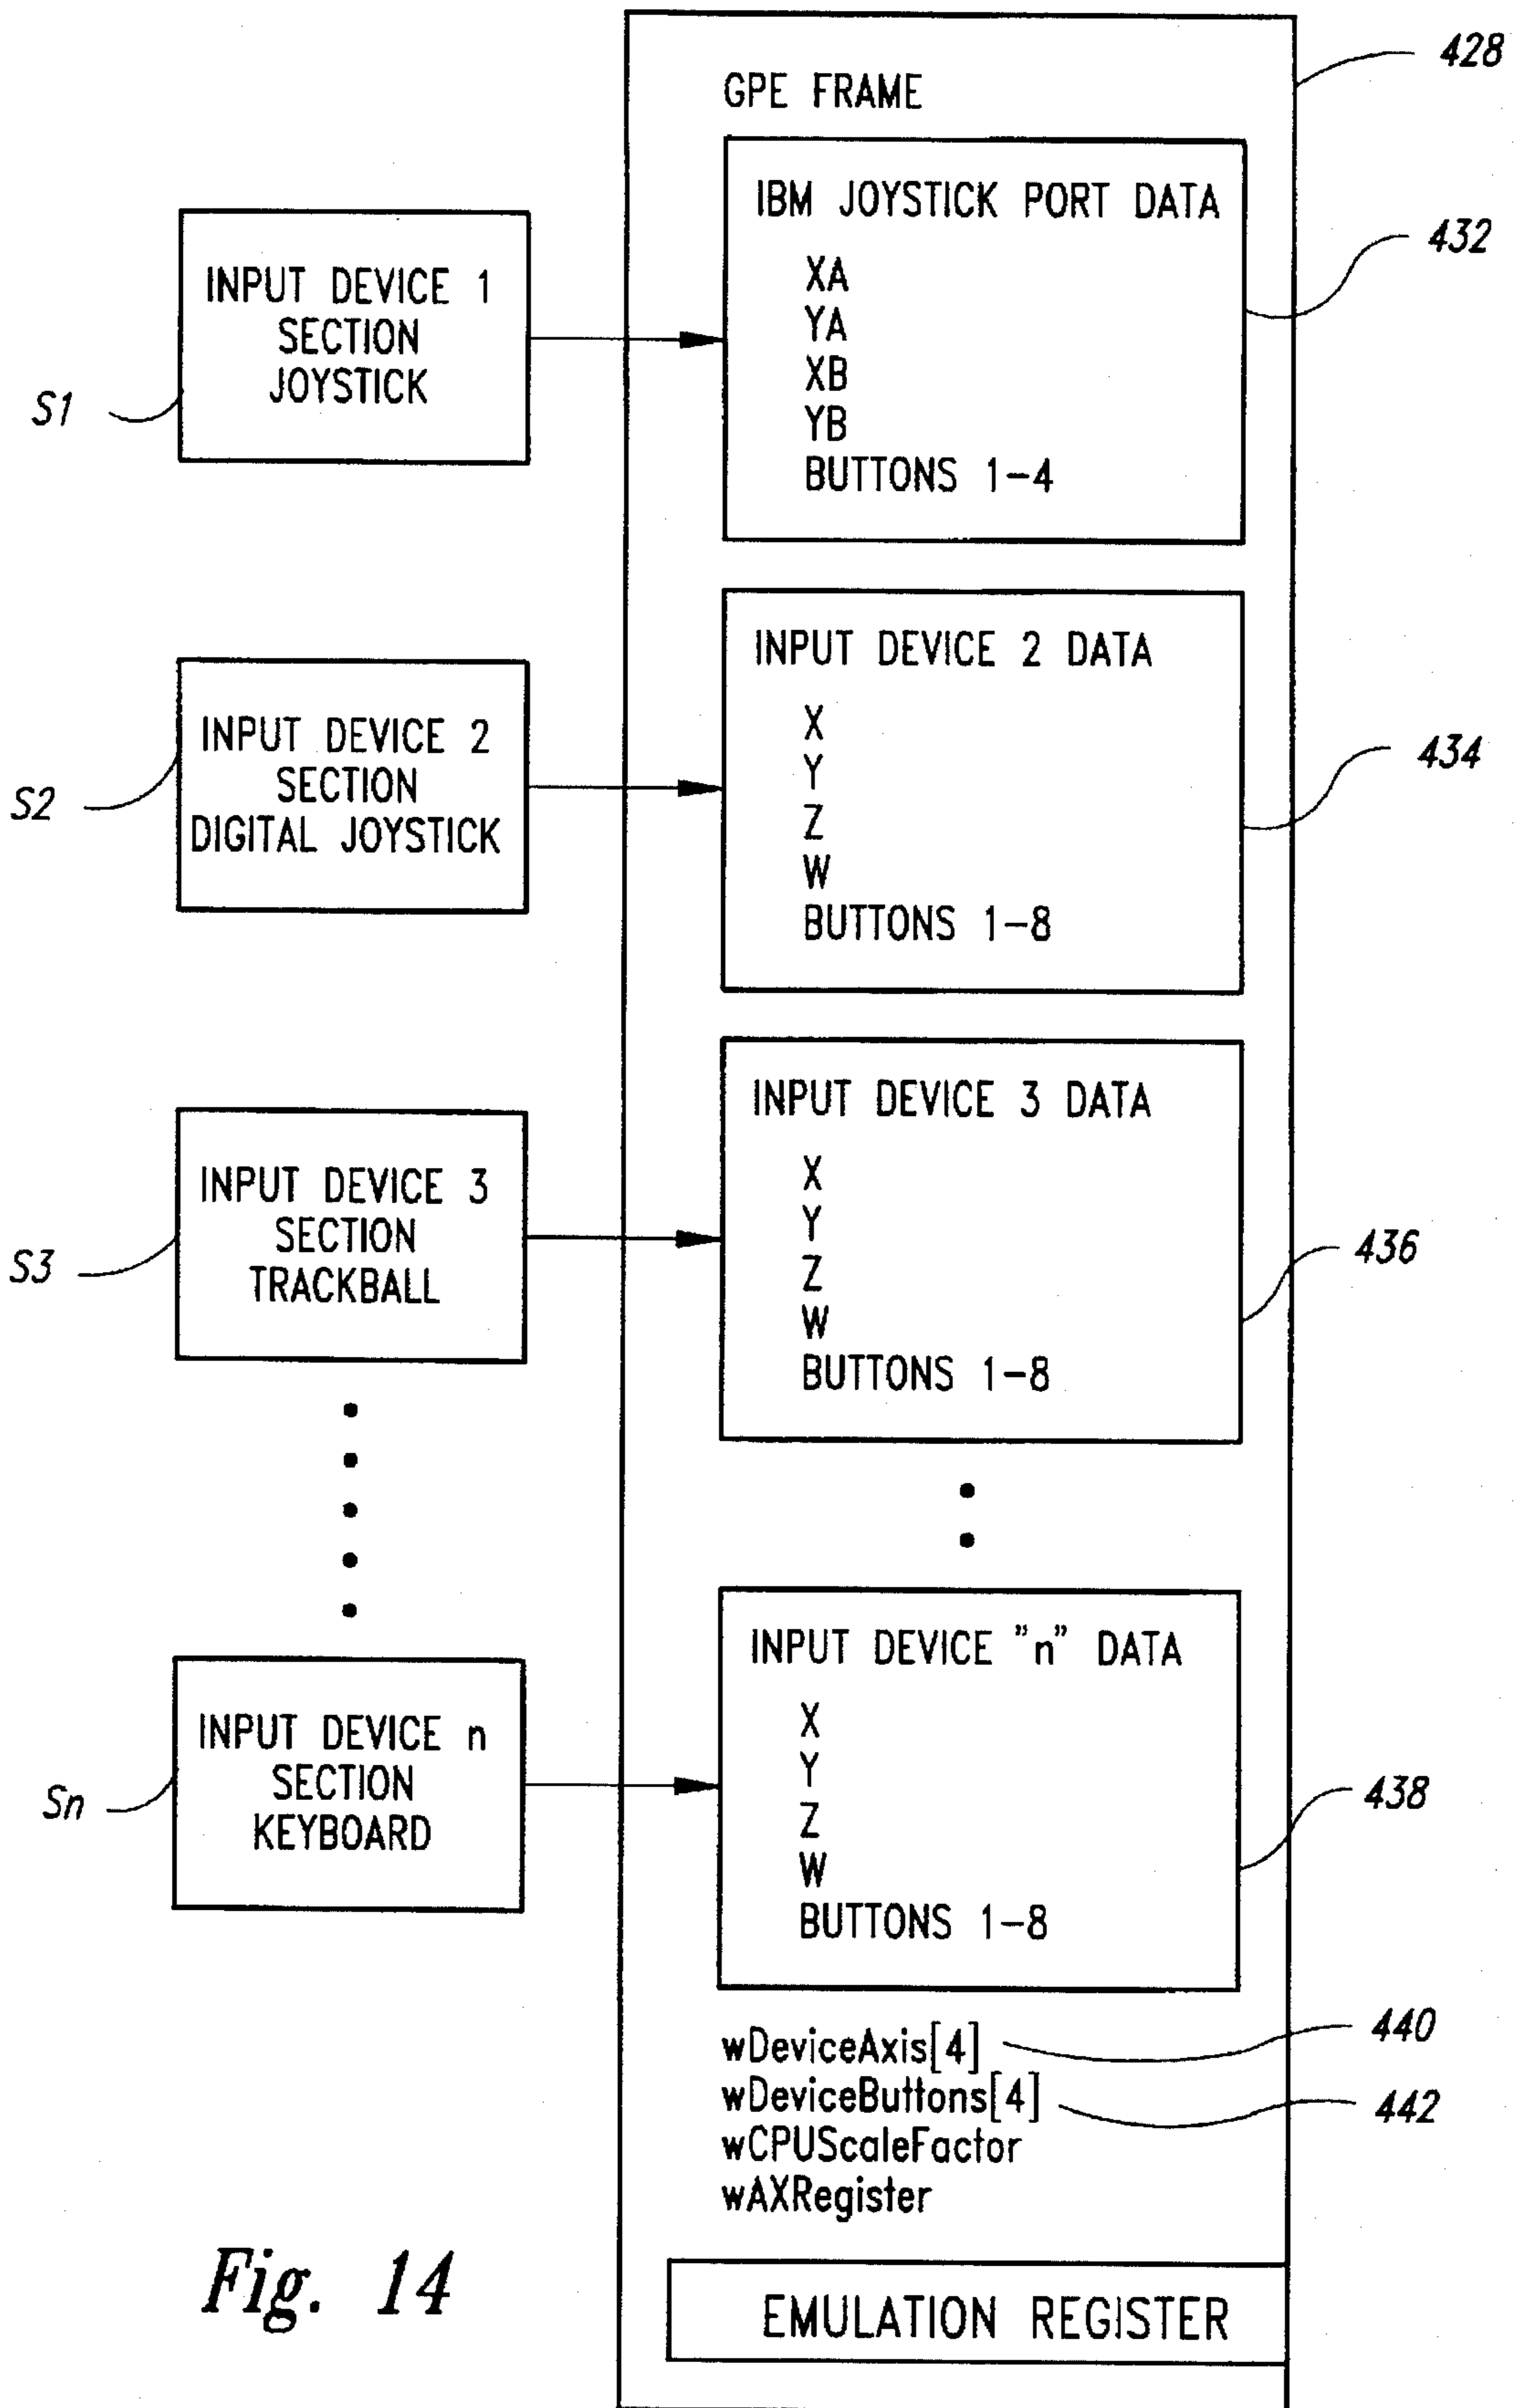 428
GPE FRAME
IBM JOYSTICK PORT DATA
432
XA
YA
XB
YB
BUTTONS 1-4
INPUT DEVICE 1
SECTION
JOYSTICK
S1
INPUT DEVICE 2 DATA
X
Y
Z
W
BUTTONS 1-8
434
INPUT DEVICE 2
SECTION
DIGITAL JOYSTICK
S2
INPUT DEVICE 3 DATA
X
Y
Z
W
BUTTONS 1-8
436
INPUT DEVICE 3
SECTION
TRACKBALL
S3
INPUT DEVICE "n" DATA
X
Y
Z
W
BUTTONS 1-8
438
INPUT DEVICE n
SECTION
KEYBOARD
Sn
wDeviceAxis[4]
440
wDeviceButtons[4]
442
wCPUScaleFactor
wAXRegister
EMULATION REGISTER
Fig. 14